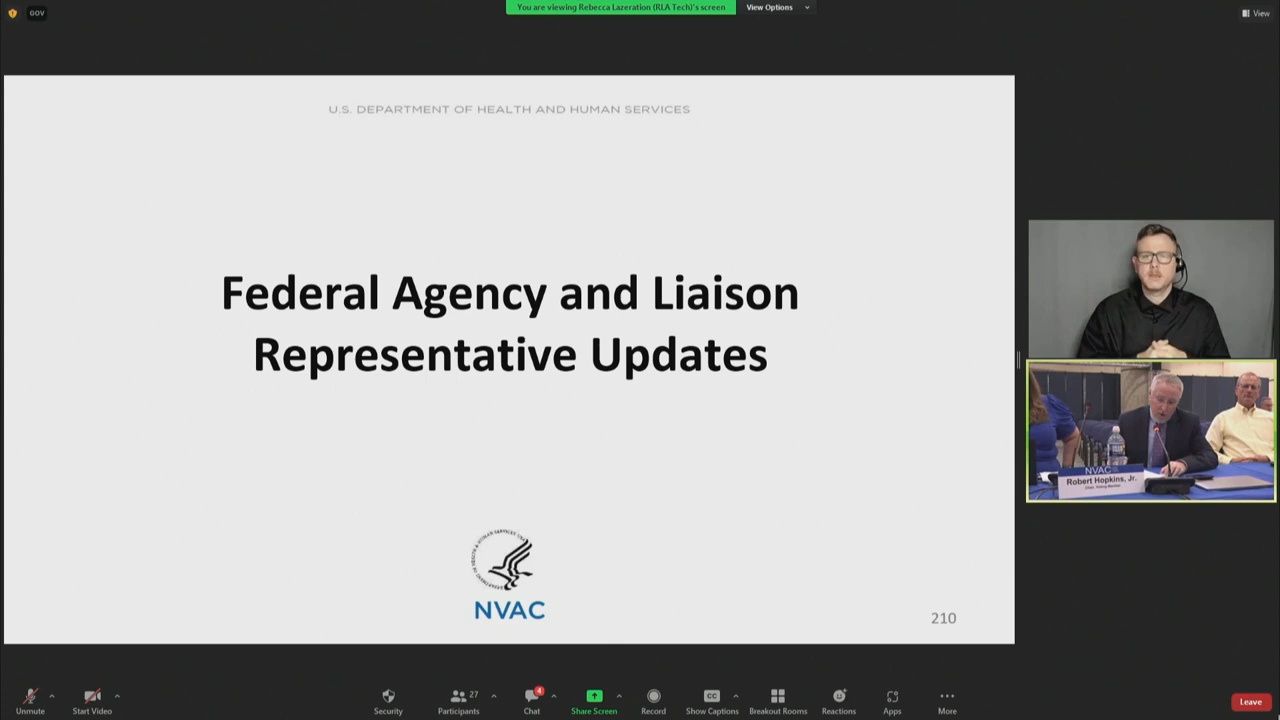 GOV
You are viewing Rebecca Lazeration (RLA Tech)'s screen
View Options
View
U.S. DEPARTMENT OF HEALTH AND HUMAN SERVICES
Federal Agency and Liaison
Representative Updates
NVAC
210
NVAC
Robert Hopkins, Jr.
Unmute
Start Video
Security
27
Participants
4
Chat
Share Screen
Record
CC
Show Captions
Breakout Rooms
Reactions
Apps
More
Leave